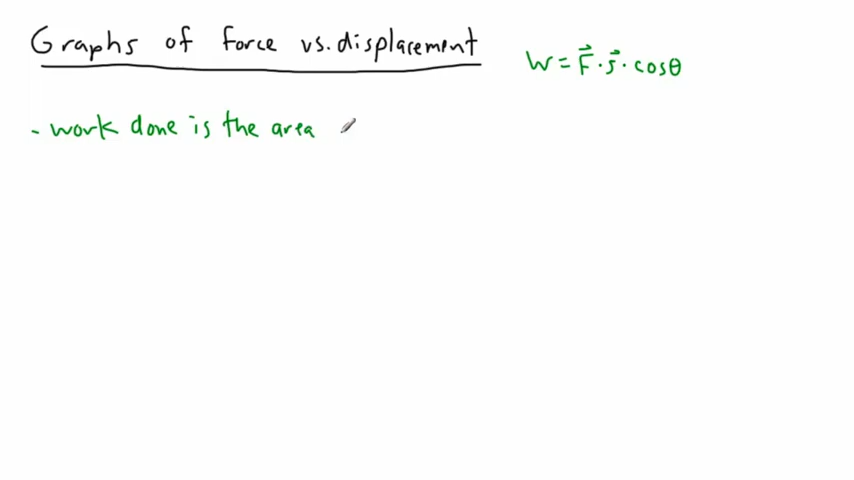 Graphs of force vs. displacement
W = F⃗ · s⃗ · cosθ
- work done is the area